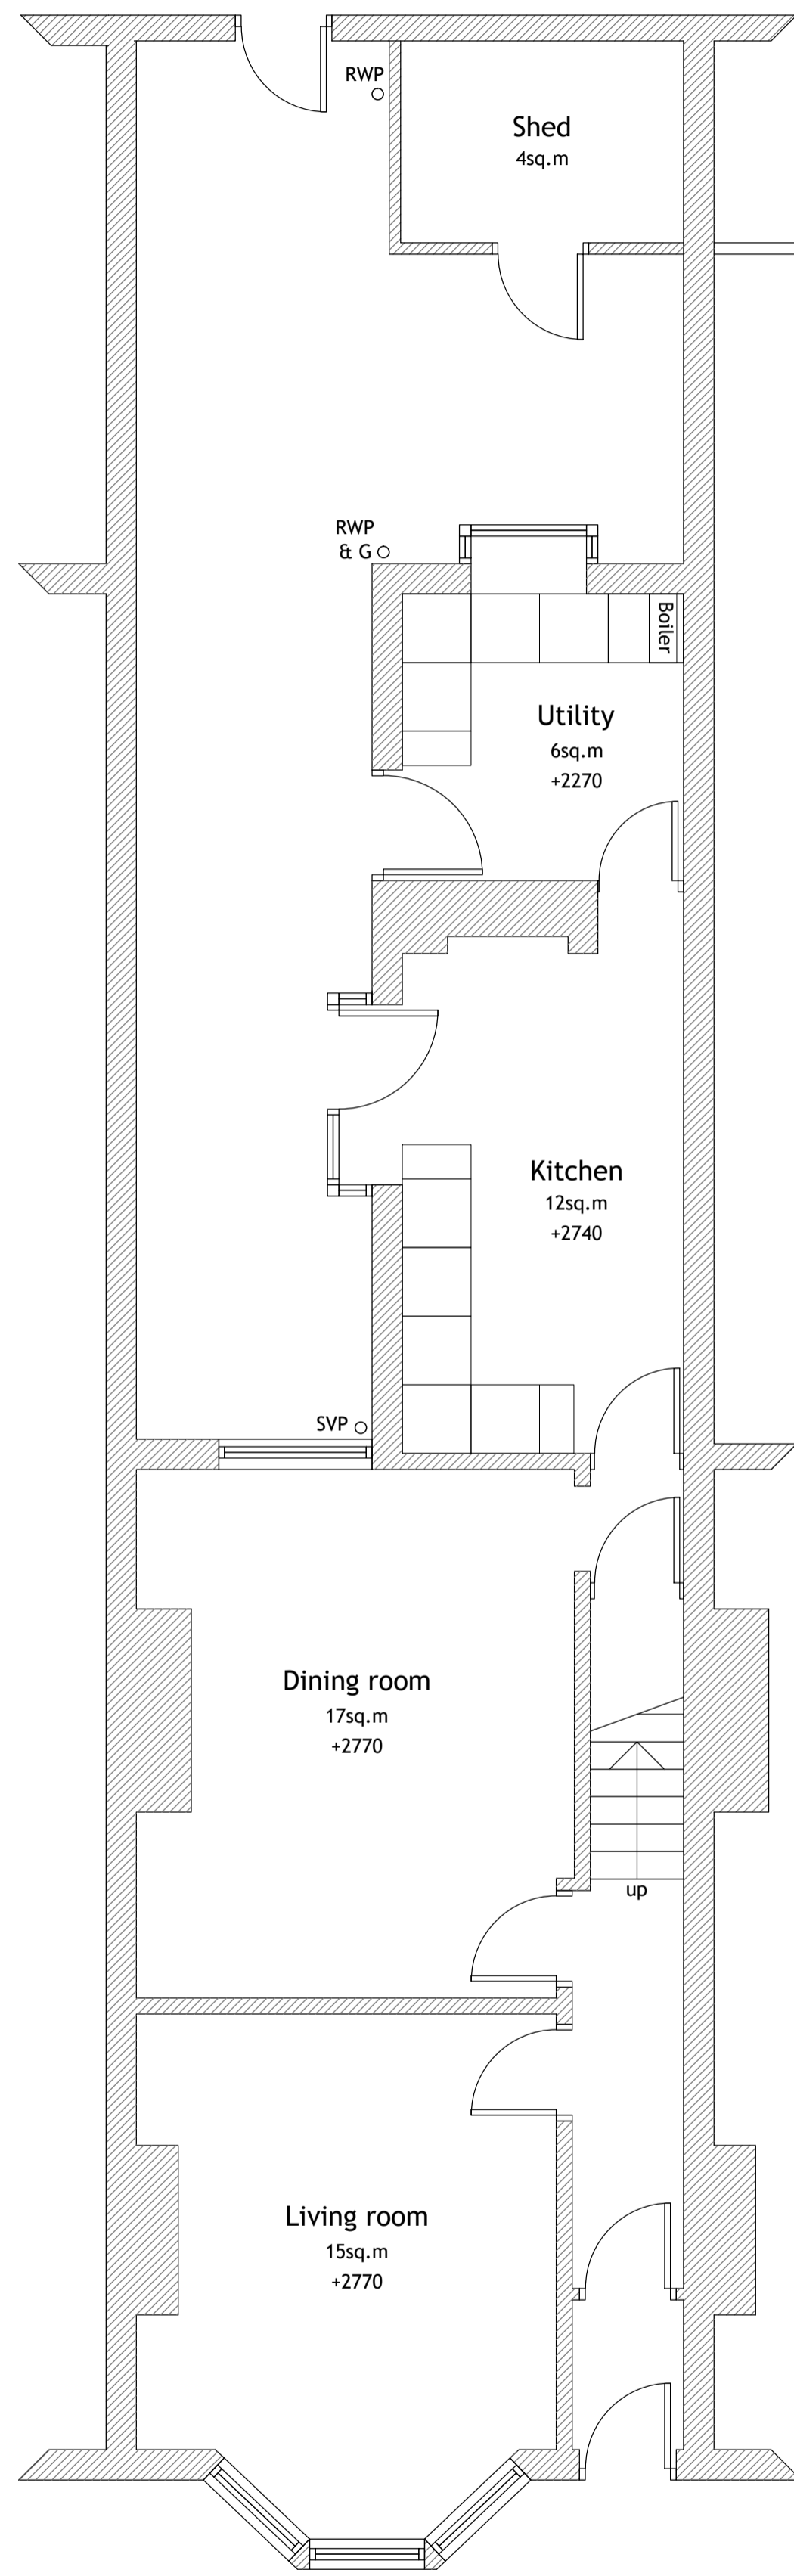 RWP
Shed
4sq.m
RWP
& G
Boiler
Utility
6sq.m
+2270
Kitchen
12sq.m
+2740
SVP
Dining room
17sq.m
+2770
up
Living room
15sq.m
+2770